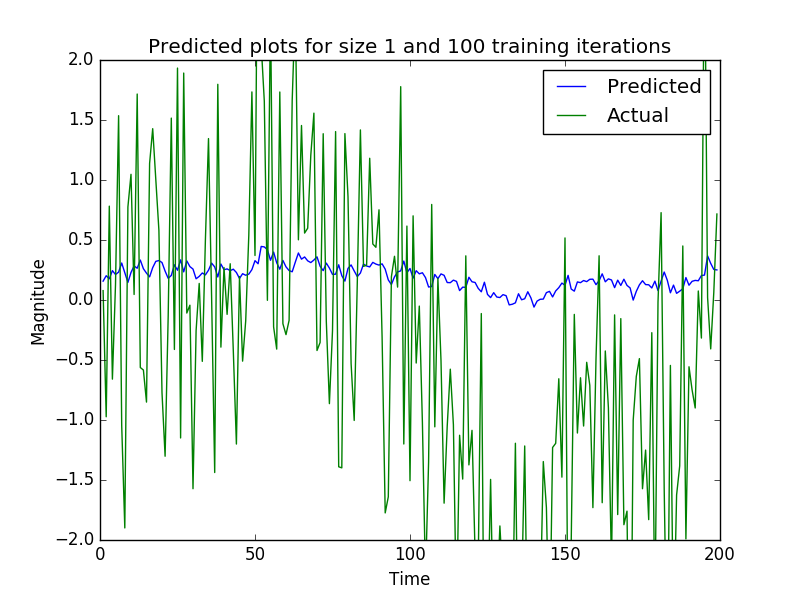 Predicted plots for size 1 and 100 training iterations
Predicted
Actual
2.0
1.5
1.0
0.5
0.0
−0.5
−1.0
−1.5
−2.0
Magnitude
0
50
100
150
200
Time